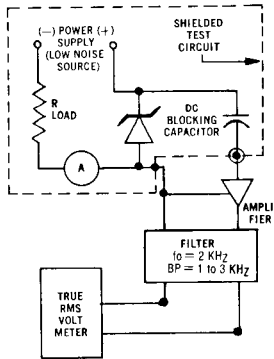 (—) POWER (+)
SUPPLY
(LOW NOISE
SOURCE)
SHIELDED
TEST
CIRCUIT
R
LOAD
DC
BLOCKING
CAPACITOR
A
AMPLI
FIER
FILTER
fo = 2 KHz
BP = 1 to 3 KHz
TRUE
RMS
VOLT
METER